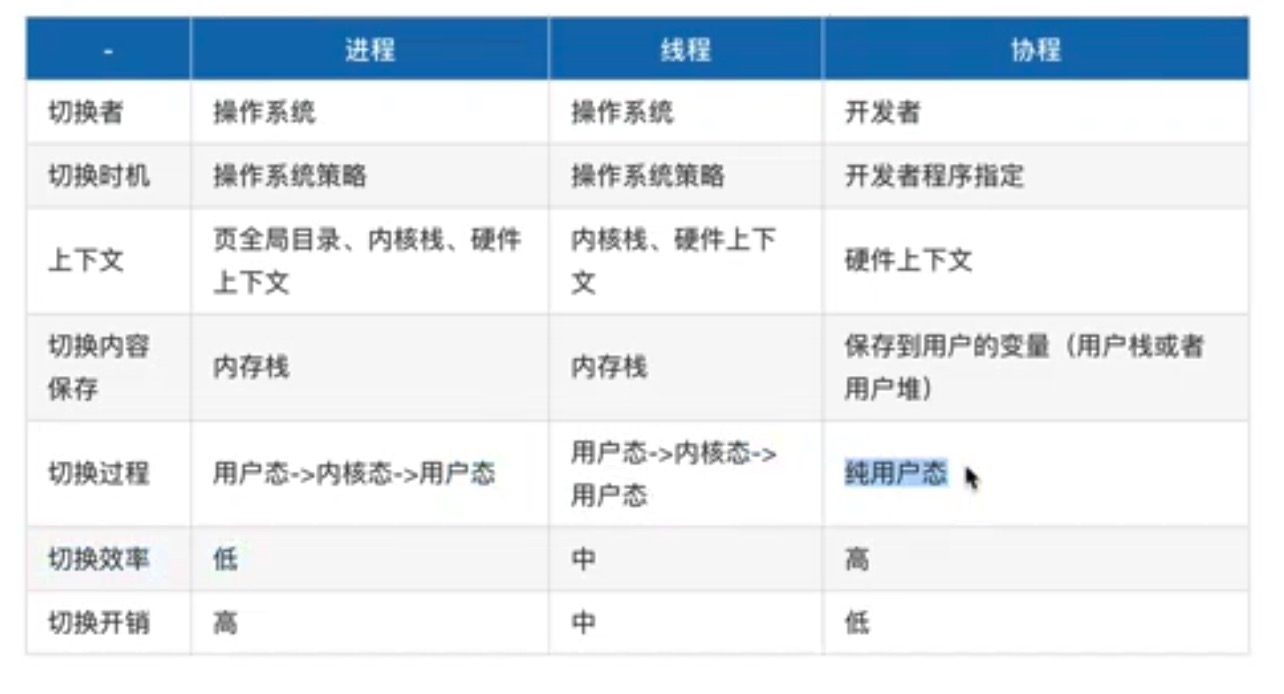 - 进程 线程 协程
切换者 操作系统 操作系统 开发者
切换时机 操作系统策略 操作系统策略 开发者程序指定
上下文 页全局目录、内核栈、硬件
上下文 内核栈、硬件上下
文 硬件上下文
切换内容
保存 内存栈 内存栈 保存到用户的变量（用户栈或者
用户堆）
切换过程 用户态->内核态->用户态 用户态->内核态->
用户态 纯用户态
切换效率 低 中 高
切换开销 高 中 低